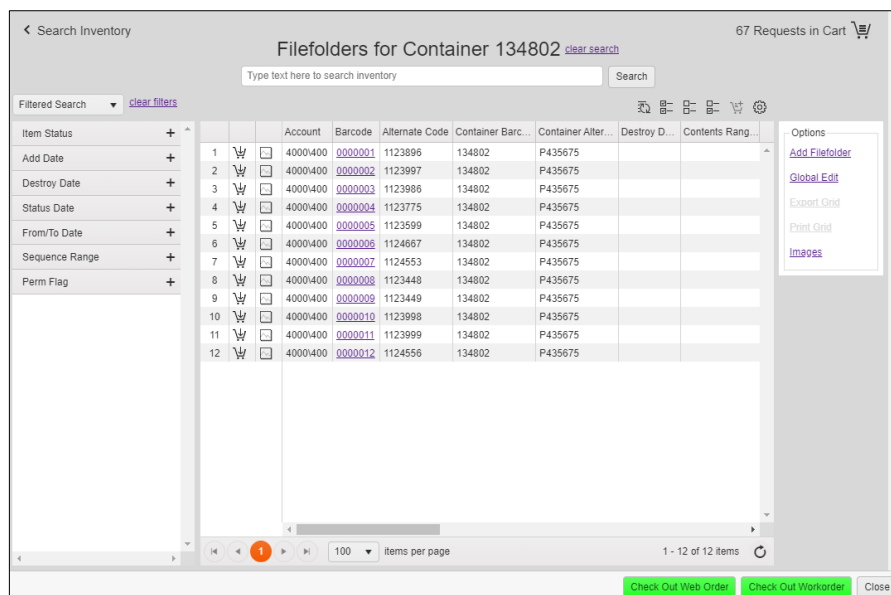 Search Inventory
67 Requests in Cart
Filefolders for Container 134802 clear search
Type text here to search inventory Search
Filtered Search clear filters
Item Status +
Add Date +
Destroy Date +
Status Date +
From/To Date +
Sequence Range +
Perm Flag +
Account Barcode Alternate Code Container Barc... Container Alter... Destroy D... Contents Rang...
1 4000\400 0000001 1123896 134802 P435675
2 4000\400 0000002 1123997 134802 P435675
3 4000\400 0000003 1123986 134802 P435675
4 4000\400 0000004 1123775 134802 P435675
5 4000\400 0000005 1123599 134802 P435675
6 4000\400 0000006 1124667 134802 P435675
7 4000\400 0000007 1124553 134802 P435675
8 4000\400 0000008 1123448 134802 P435675
9 4000\400 0000009 1123449 134802 P435675
10 4000\400 0000010 1123998 134802 P435675
11 4000\400 0000011 1123999 134802 P435675
12 4000\400 0000012 1124556 134802 P435675
Options
Add Filefolder
Global Edit
Export Grid
Print Grid
Images
1 100 items per page 1 - 12 of 12 items
Check Out Web Order Check Out Workorder Close